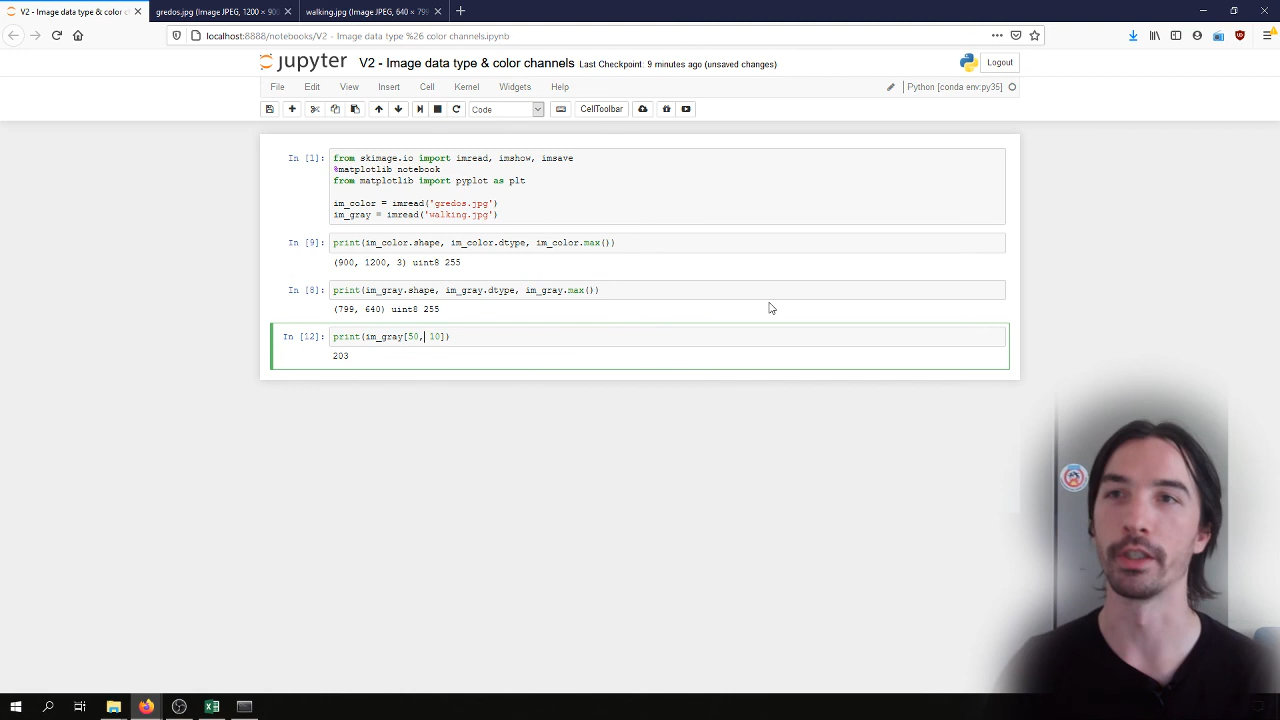 V2 - Image data type & color c
gredos.jpg (Image JPEG, 1200 × 900
walking.jpg (Image JPEG, 640 × 799
localhost:8888/notebooks/V2 - Image data type %26 color channels.ipynb
jupyter V2 - Image data type & color channels Last Checkpoint: 9 minutes ago (unsaved changes)
Logout
File Edit View Insert Cell Kernel Widgets Help
Python [conda env:py35]
Code
CellToolbar
In [1]:
from skimage.io import imread, imshow, imsave
%matplotlib notebook
from matplotlib import pyplot as plt
im_color = imread('gredos.jpg')
im_gray = imread('walking.jpg')
In [9]: print(im_color.shape, im_color.dtype, im_color.max())
(900, 1200, 3) uint8 255
In [8]: print(im_gray.shape, im_gray.dtype, im_gray.max())
(799, 640) uint8 255
In [12]: print(im_gray[50, 10])
203